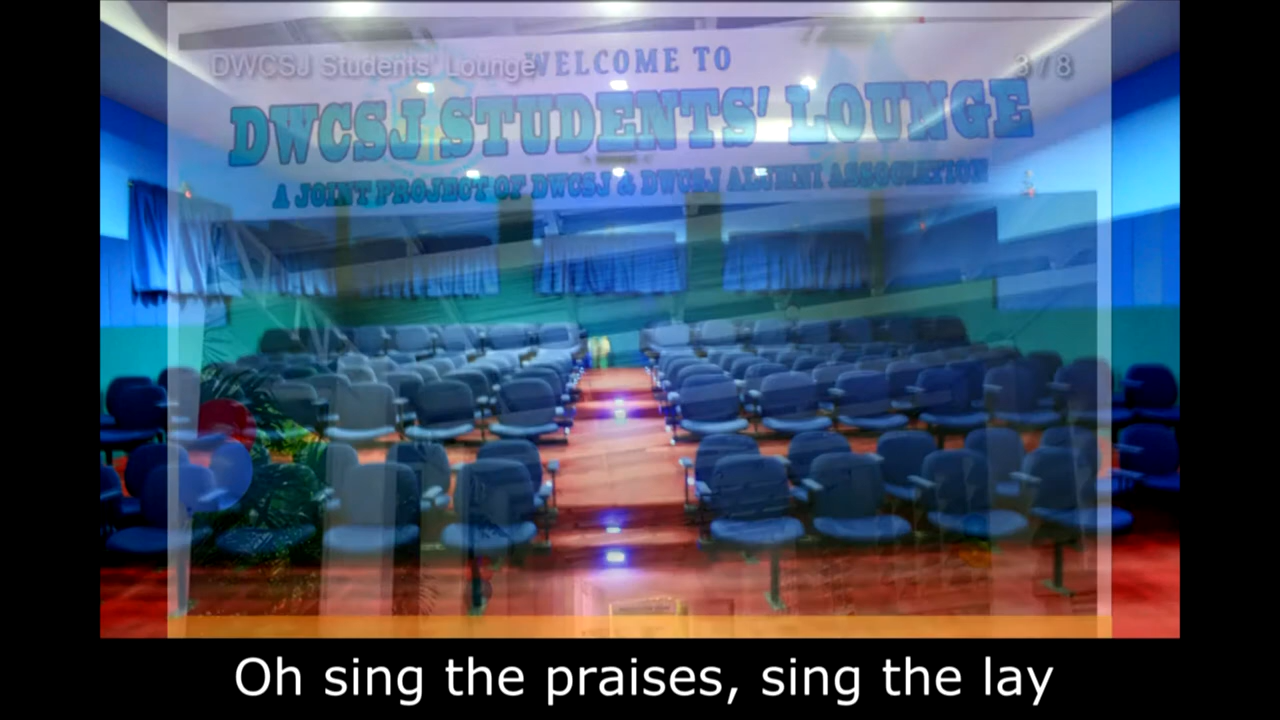 DWCSJ Students' Lounge
3 / 8
WELCOME TO
DWCSJ STUDENTS' LOUNGE
A JOINT PROJECT OF DWCSJ & DWCSJ ALUMNI ASSOCIATION
Oh sing the praises, sing the lay